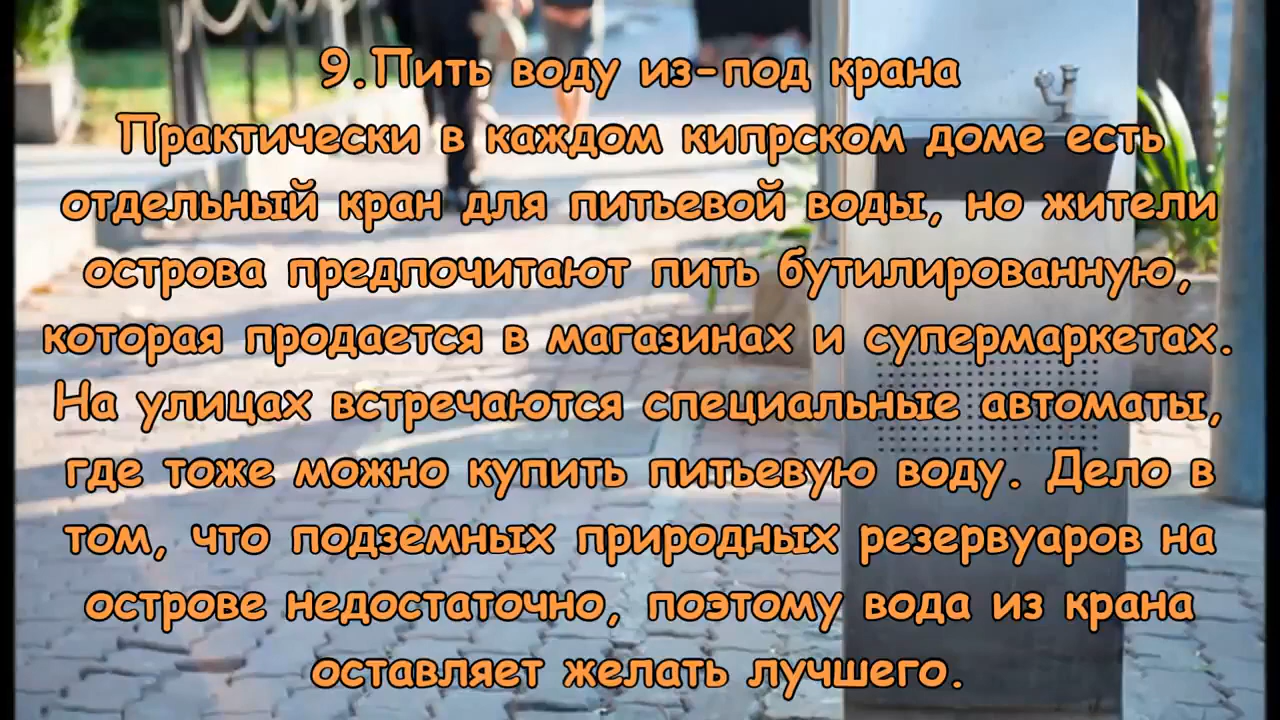 9.Пить воду из-под крана
Практически в каждом кипрском доме есть
отдельный кран для питьевой воды, но жители
острова предпочитают пить бутилированную,
которая продается в магазинах и супермаркетах.
На улицах встречаются специальные автоматы,
где тоже можно купить питьевую воду. Дело в
том, что подземных природных резервуаров на
острове недостаточно, поэтому вода из крана
оставляет желать лучшего.